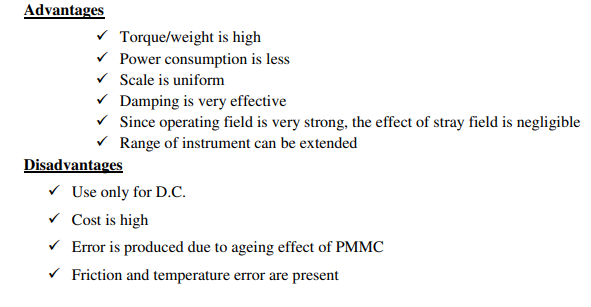 Advantages
✓ Torque/weight is high
✓ Power consumption is less
✓ Scale is uniform
✓ Damping is very effective
✓ Since operating field is very strong, the effect of stray field is negligible
✓ Range of instrument can be extended
Disadvantages
✓ Use only for D.C.
✓ Cost is high
✓ Error is produced due to ageing effect of PMMC
✓ Friction and temperature error are present